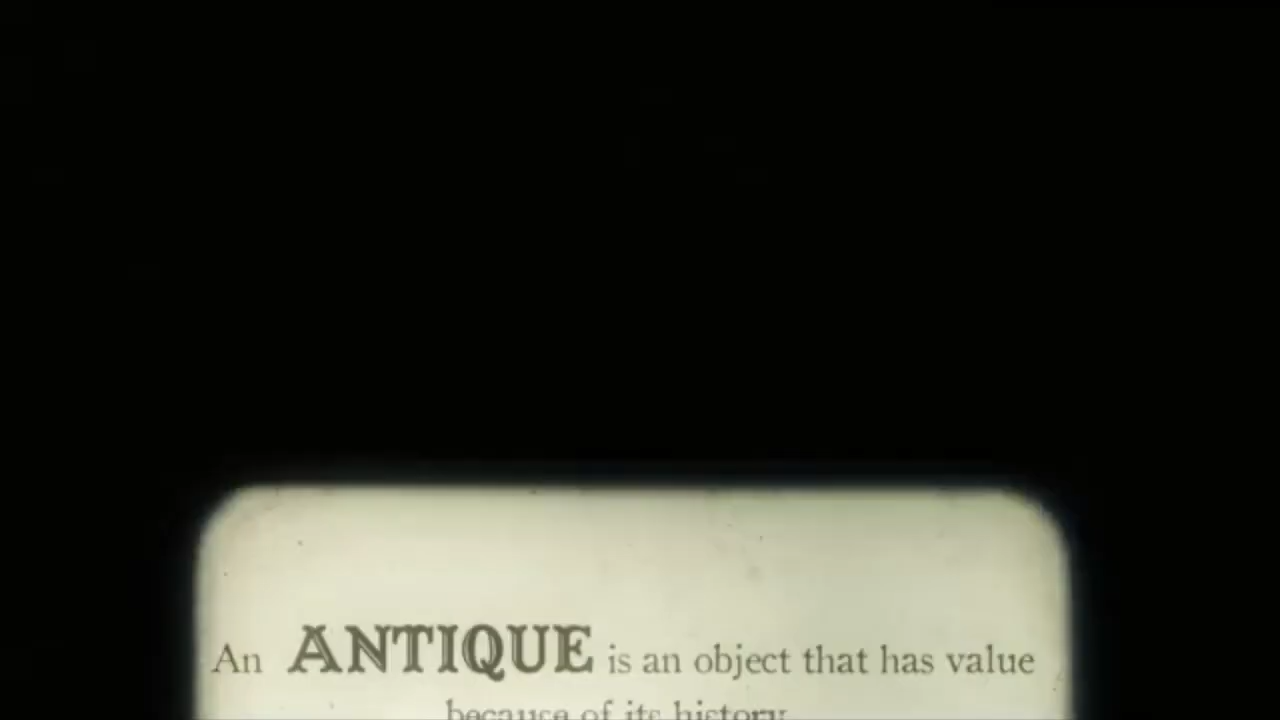 An ANTIQUE is an object that has value
because of its history